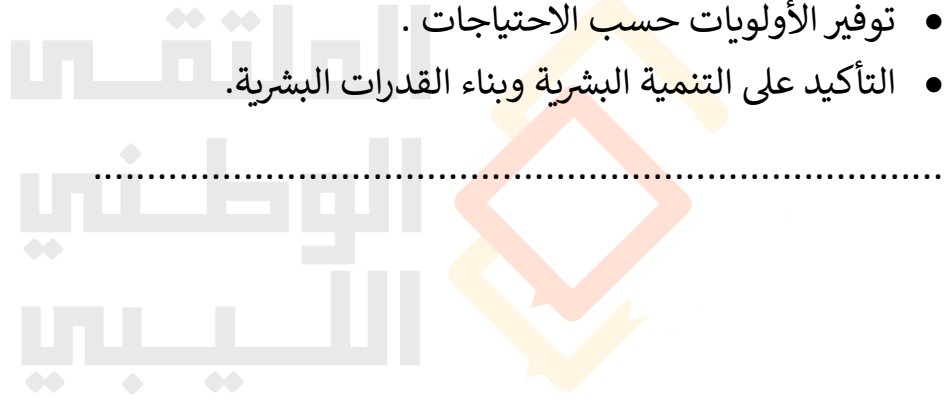 ● توفير الأولويات حسب الاحتياجات .
● التأكيد على التنمية البشرية وبناء القدرات البشرية.
................................................................................
الملتقى
الوطني
الليبي